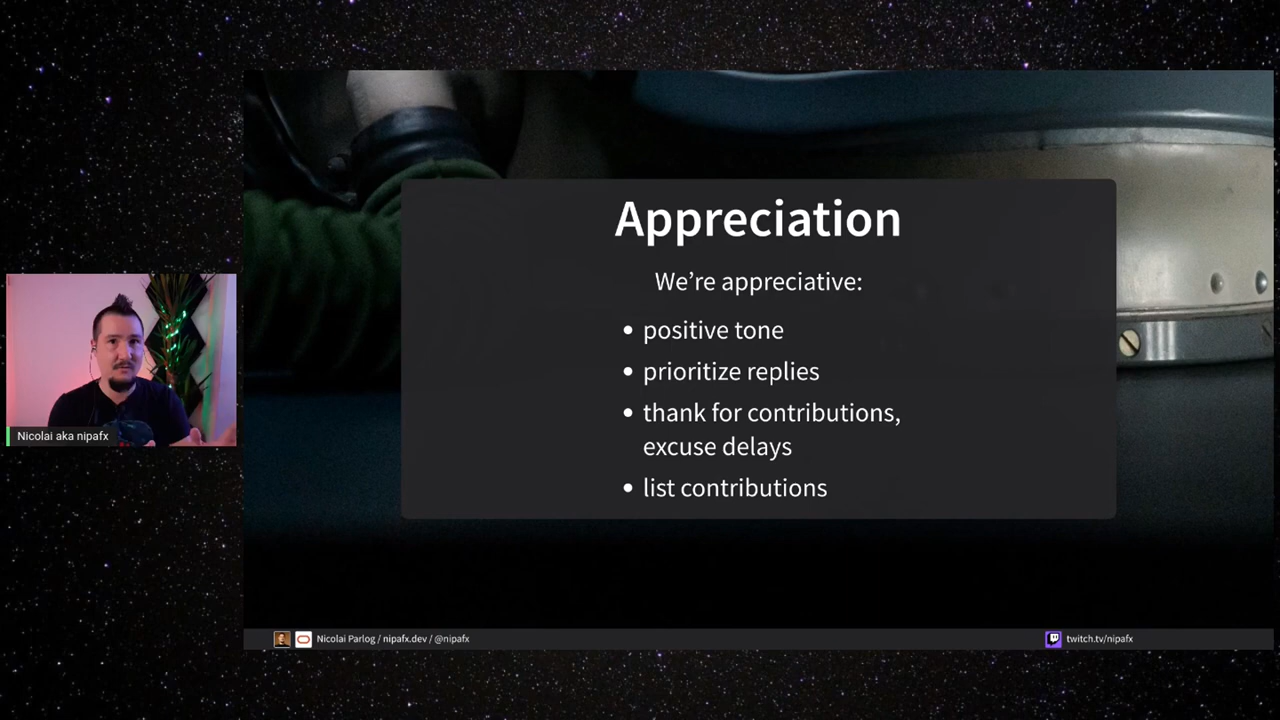 Appreciation
We’re appreciative:
• positive tone
• prioritize replies
• thank for contributions,
excuse delays
• list contributions
Nicolai aka nipafx
Nicolai Parlog / nipafx.dev / @nipafx
twitch.tv/nipafx